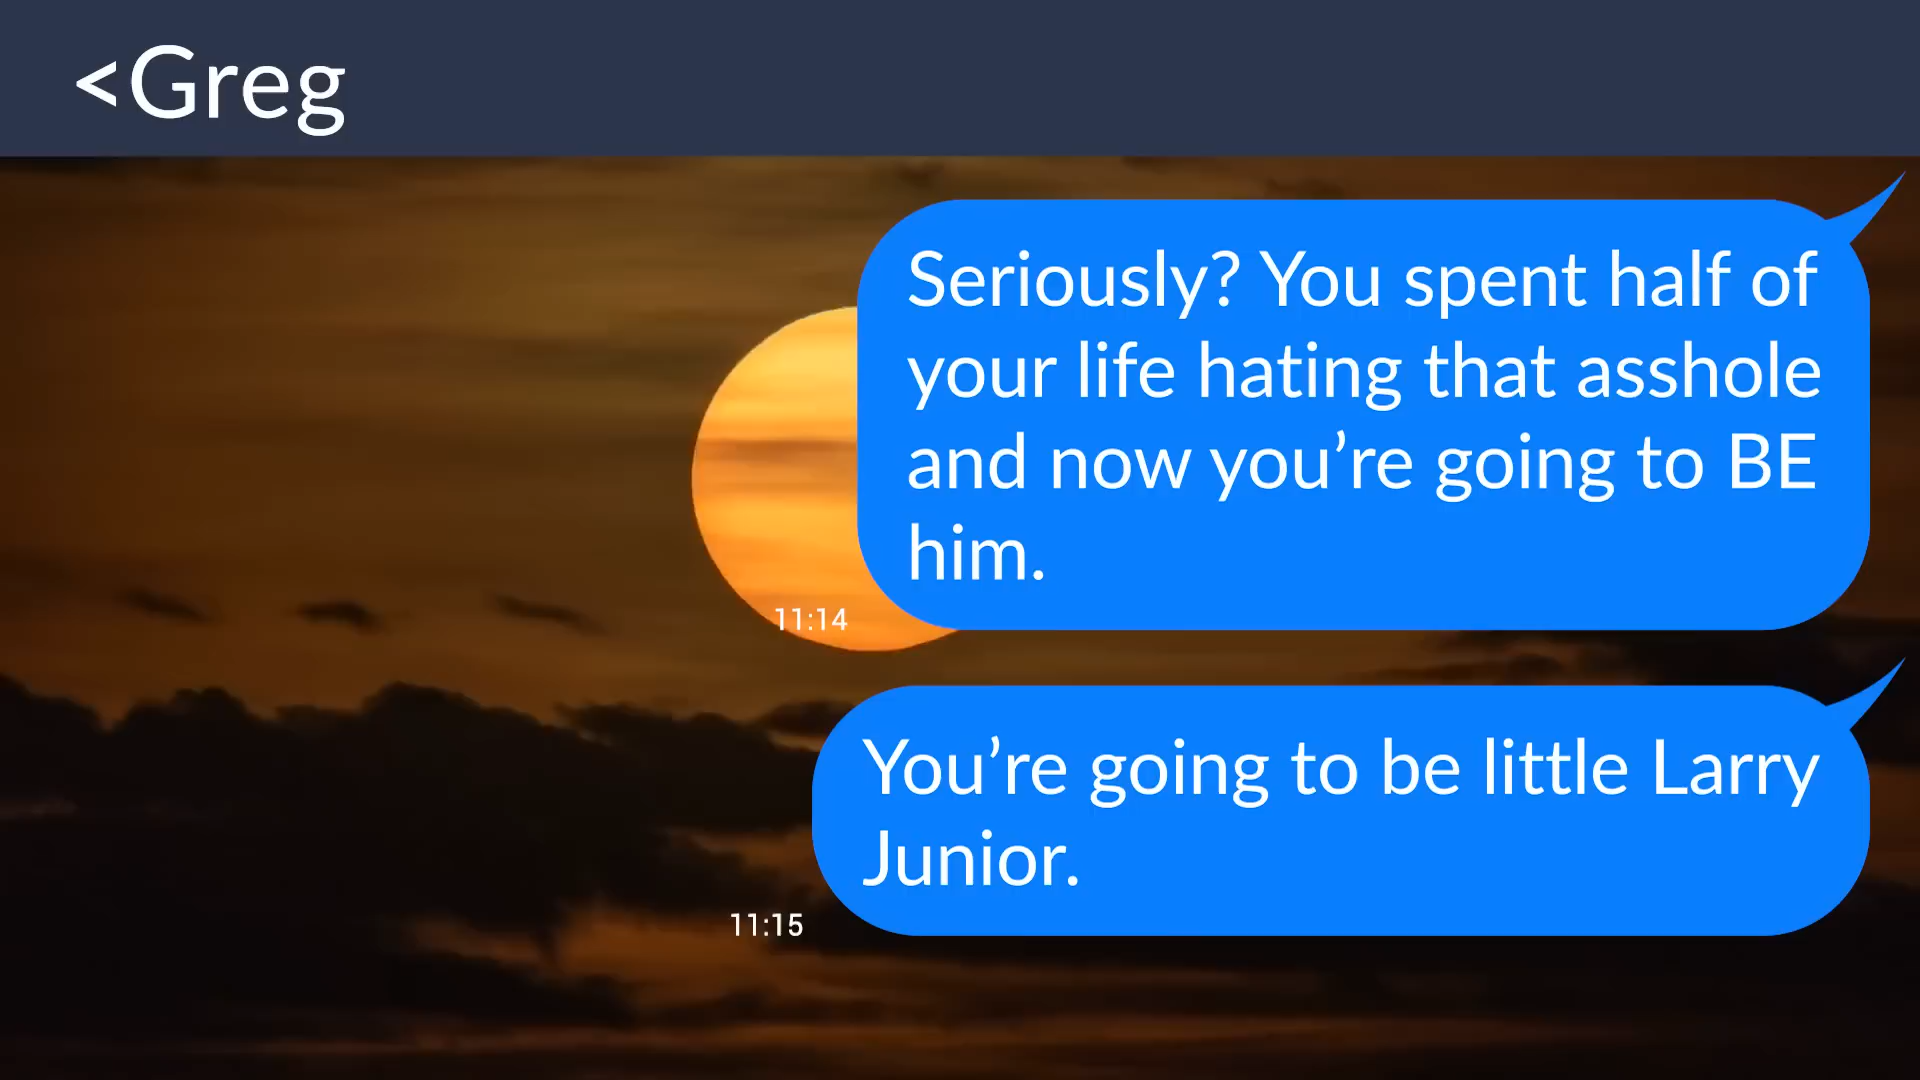 <Greg
Seriously? You spent half of
your life hating that asshole
and now you’re going to BE
him.
11:14
You’re going to be little Larry
Junior.
11:15